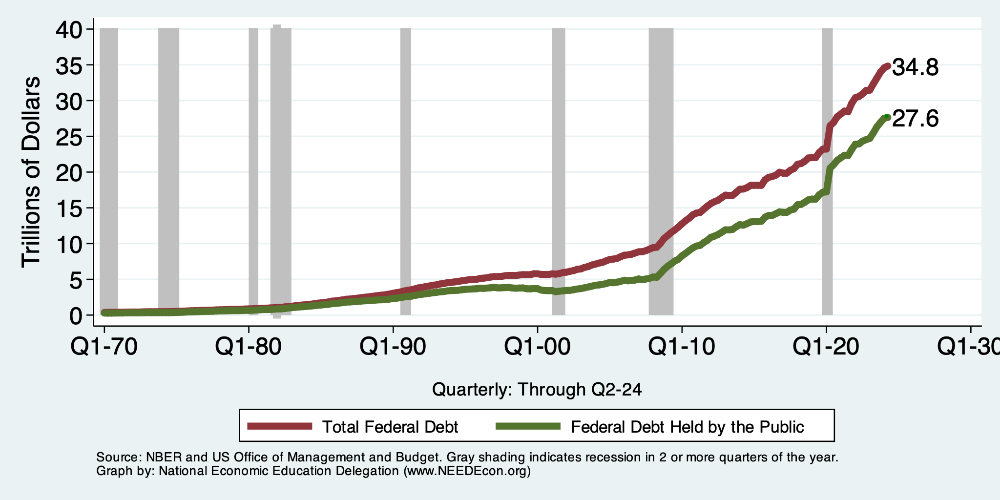 40
35
30
25
20
15
10
5
0
Trillions of Dollars
34.8
27.6
Q1-70 Q1-80 Q1-90 Q1-00 Q1-10 Q1-20 Q1-30
Quarterly: Through Q2-24
Total Federal Debt Federal Debt Held by the Public
Source: NBER and US Office of Management and Budget. Gray shading indicates recession in 2 or more quarters of the year.
Graph by: National Economic Education Delegation (www.NEEDEcon.org)